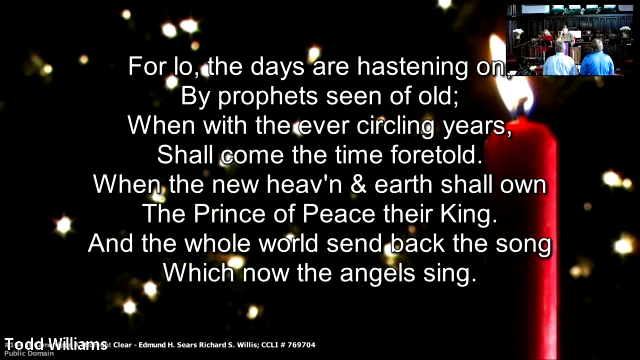 For lo, the days are hastening on,
By prophets seen of old;
When with the ever circling years,
Shall come the time foretold.
When the new heav'n & earth shall own
The Prince of Peace their King.
And the whole world send back the song
Which now the angels sing.
Todd Williams
Clear - Edmund H. Sears Richard S. Willis; CCLI # 769704
Public Domain